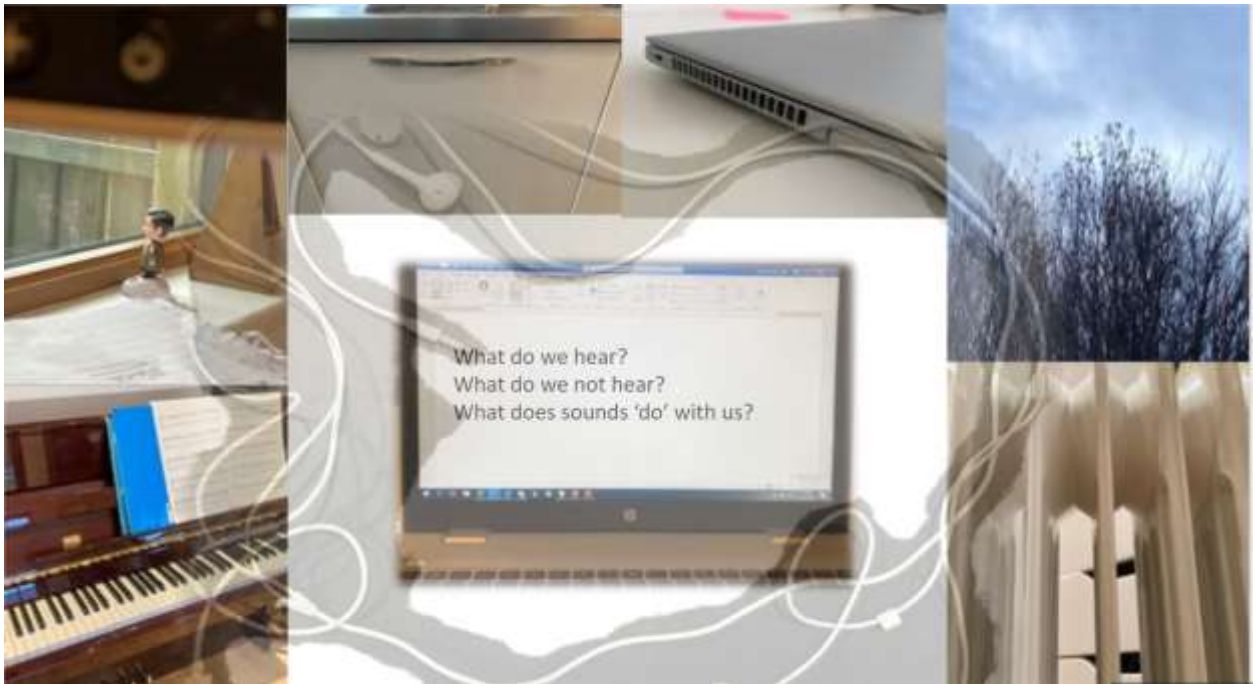 What do we hear?
What do we not hear?
What does sounds ‘do’ with us?